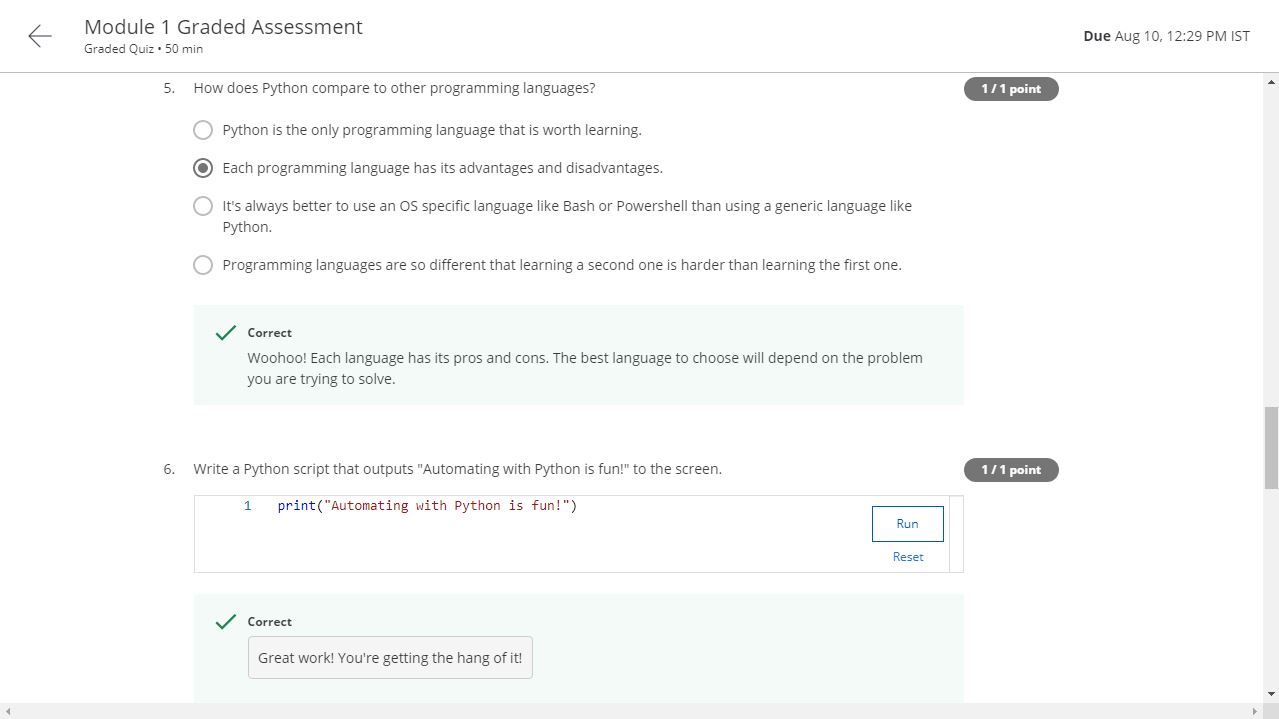 Module 1 Graded Assessment
Graded Quiz • 50 min
Due Aug 10, 12:29 PM IST
5. How does Python compare to other programming languages?
1 / 1 point
Python is the only programming language that is worth learning.
Each programming language has its advantages and disadvantages.
It's always better to use an OS specific language like Bash or Powershell than using a generic language like
Python.
Programming languages are so different that learning a second one is harder than learning the first one.
Correct
Woohoo! Each language has its pros and cons. The best language to choose will depend on the problem
you are trying to solve.
6. Write a Python script that outputs "Automating with Python is fun!" to the screen.
1 / 1 point
1 print("Automating with Python is fun!")
Run
Reset
Correct
Great work! You're getting the hang of it!